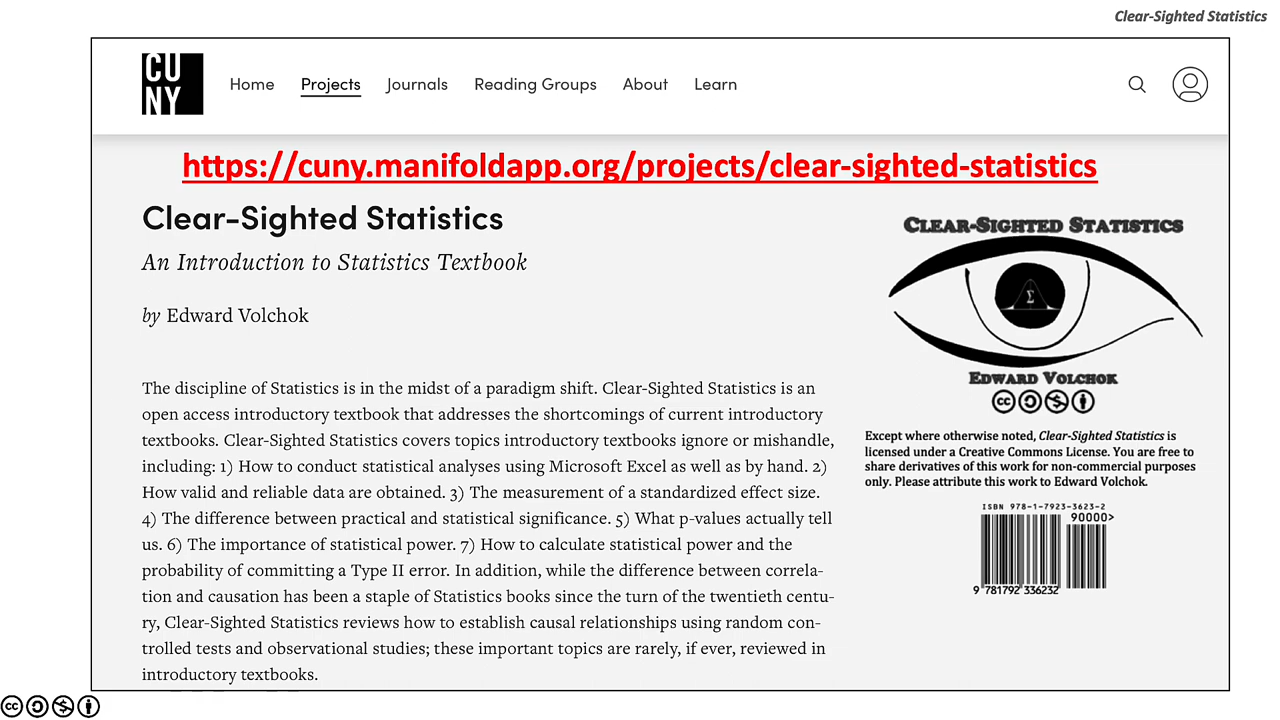 Clear-Sighted Statistics
CU
NY
Home Projects Journals Reading Groups About Learn
https://cuny.manifoldapp.org/projects/clear-sighted-statistics
Clear-Sighted Statistics
An Introduction to Statistics Textbook
by Edward Volchok
The discipline of Statistics is in the midst of a paradigm shift. Clear-Sighted Statistics is an
open access introductory textbook that addresses the shortcomings of current introductory
textbooks. Clear-Sighted Statistics covers topics introductory textbooks ignore or mishandle,
including: 1) How to conduct statistical analyses using Microsoft Excel as well as by hand. 2)
How valid and reliable data are obtained. 3) The measurement of a standardized effect size.
4) The difference between practical and statistical significance. 5) What p-values actually tell
us. 6) The importance of statistical power. 7) How to calculate statistical power and the
probability of committing a Type II error. In addition, while the difference between correla-
tion and causation has been a staple of Statistics books since the turn of the twentieth centu-
ry, Clear-Sighted Statistics reviews how to establish causal relationships using random con-
trolled tests and observational studies; these important topics are rarely, if ever, reviewed in
introductory textbooks.
CLEAR-SIGHTED STATISTICS
Σ
EDWARD VOLCHOK
cc
Except where otherwise noted, Clear-Sighted Statistics is
licensed under a Creative Commons License. You are free to
share derivatives of this work for non-commercial purposes
only. Please attribute this work to Edward Volchok.
ISBN 978-1-7923-3623-2
90000>
9 781792 336232
cc